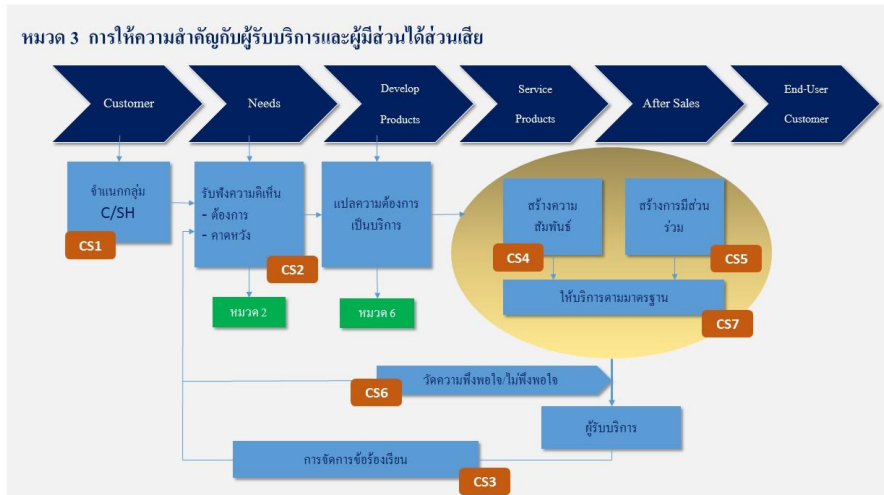 หมวด 3 การให้ความสำคัญกับผู้รับบริการและผู้มีส่วนได้ส่วนเสีย
Customer
Needs
Develop
Products
Service
Products
After Sales
End-User
Customer
จำแนกกลุ่ม
C/SH
CS1
รับฟังความคิเห็น
- ต้องการ
- คาดหวัง
CS2
แปลความต้องการ
เป็นบริการ
สร้างความ
สัมพันธ์
CS4
สร้างการมีส่วน
ร่วม
CS5
ให้บริการตามมาตรฐาน
CS7
หมวด 2
หมวด 6
วัดความพึงพอใจ/ไม่พึงพอใจ
CS6
ผู้รับบริการ
การจัดการข้อร้องเรียน
CS3